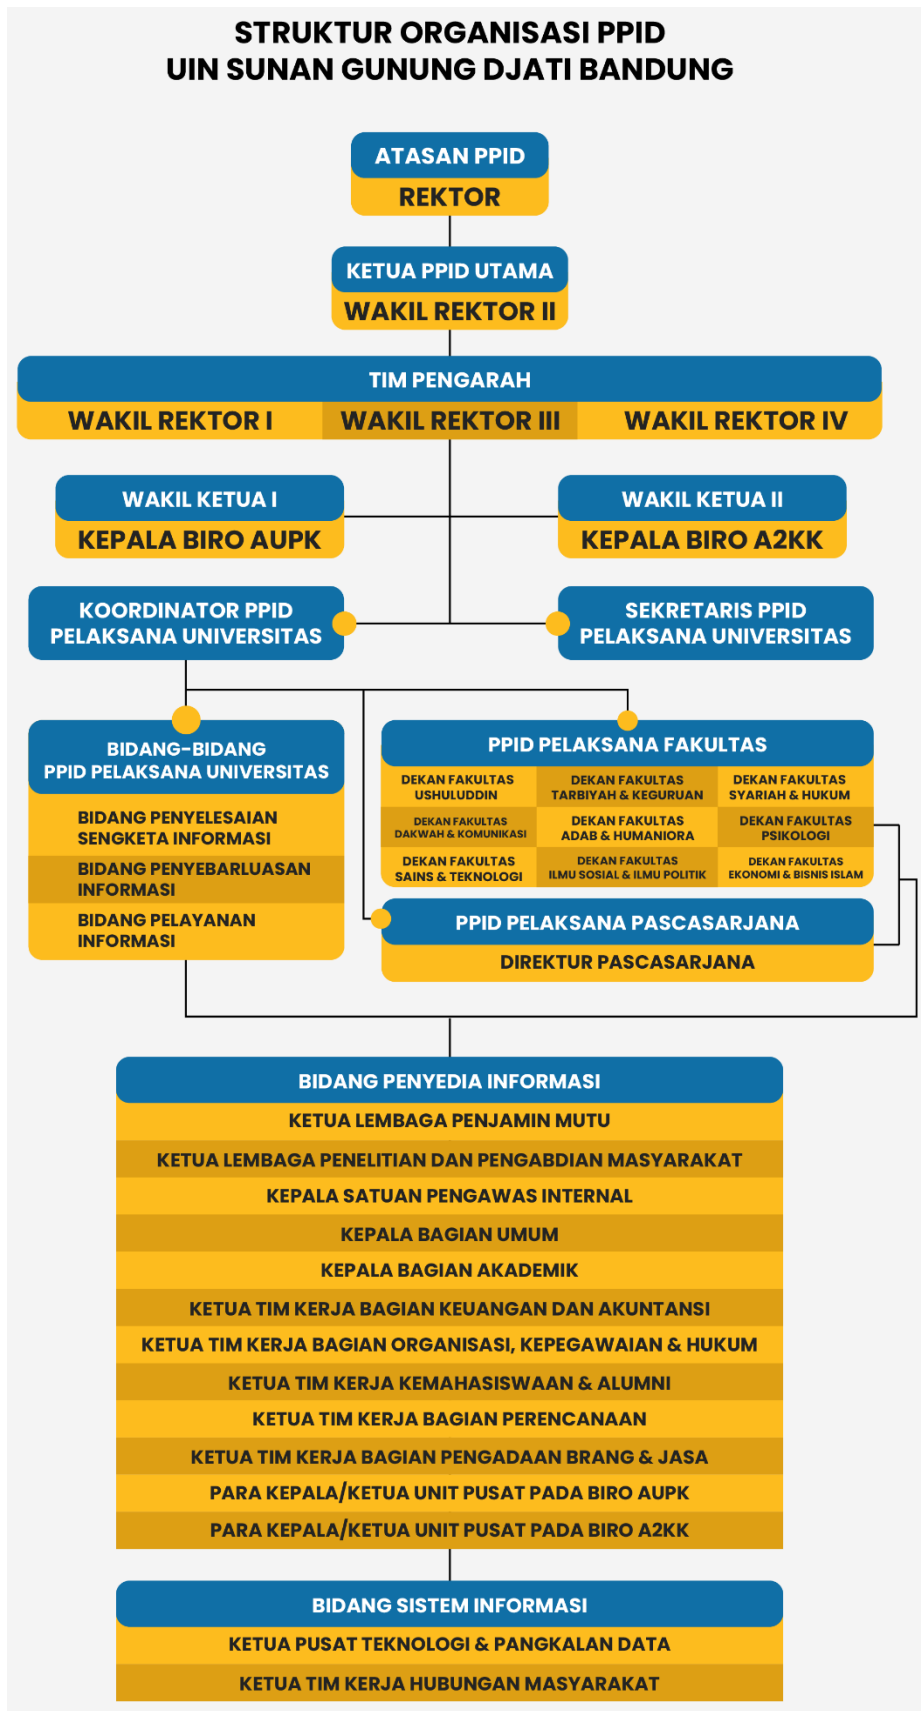 STRUKTUR ORGANISASI PPID
UIN SUNAN GUNUNG DJATI BANDUNG
ATASAN PPID
REKTOR
KETUA PPID UTAMA
WAKIL REKTOR II
TIM PENGARAH
WAKIL REKTOR I
WAKIL REKTOR III
WAKIL REKTOR IV
WAKIL KETUA I
KEPALA BIRO AUPK
WAKIL KETUA II
KEPALA BIRO A2KK
KOORDINATOR PPID
PELAKSANA UNIVERSITAS
SEKRETARIS PPID
PELAKSANA UNIVERSITAS
BIDANG-BIDANG
PPID PELAKSANA UNIVERSITAS
BIDANG PENYELESAIAN
SENGKETA INFORMASI
BIDANG PENYEBARLUASAN
INFORMASI
BIDANG PELAYANAN
INFORMASI
PPID PELAKSANA FAKULTAS
DEKAN FAKULTAS
USHULUDDIN
DEKAN FAKULTAS
TARBIYAH & KEGURUAN
DEKAN FAKULTAS
SYARIAH & HUKUM
DEKAN FAKULTAS
DAKWAH & KOMUNIKASI
DEKAN FAKULTAS
ADAB & HUMANIORA
DEKAN FAKULTAS
PSIKOLOGI
DEKAN FAKULTAS
SAINS & TEKNOLOGI
DEKAN FAKULTAS
ILMU SOSIAL & ILMU POLITIK
DEKAN FAKULTAS
EKONOMI & BISNIS ISLAM
PPID PELAKSANA PASCASARJANA
DIREKTUR PASCASARJANA
BIDANG PENYEDIA INFORMASI
KETUA LEMBAGA PENJAMIN MUTU
KETUA LEMBAGA PENELITIAN DAN PENGABDIAN MASYARAKAT
KEPALA SATUAN PENGAWAS INTERNAL
KEPALA BAGIAN UMUM
KEPALA BAGIAN AKADEMIK
KETUA TIM KERJA BAGIAN KEUANGAN DAN AKUNTANSI
KETUA TIM KERJA BAGIAN ORGANISASI, KEPEGAWAIAN & HUKUM
KETUA TIM KERJA KEMAHASISWAAN & ALUMNI
KETUA TIM KERJA BAGIAN PERENCANAAN
KETUA TIM KERJA BAGIAN PENGADAAN BRANG & JASA
PARA KEPALA/KETUA UNIT PUSAT PADA BIRO AUPK
PARA KEPALA/KETUA UNIT PUSAT PADA BIRO A2KK
BIDANG SISTEM INFORMASI
KETUA PUSAT TEKNOLOGI & PANGKALAN DATA
KETUA TIM KERJA HUBUNGAN MASYARAKAT